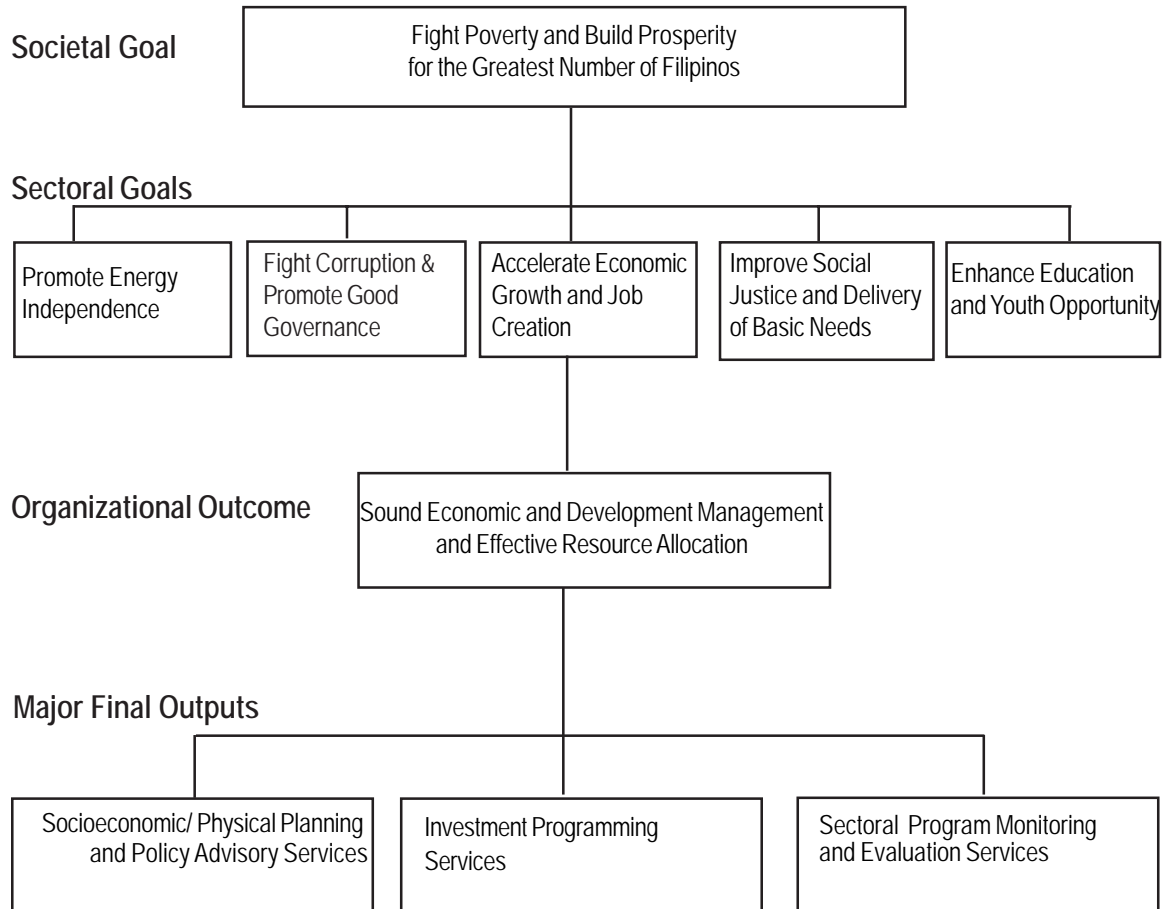 Societal Goal
Fight Poverty and Build Prosperity
for the Greatest Number of Filipinos
Sectoral Goals
Promote Energy
Independence
Fight Corruption &
Promote Good
Governance
Accelerate Economic
Growth and Job
Creation
Improve Social
Justice and Delivery
of Basic Needs
Enhance Education
and Youth Opportunity
Organizational Outcome
Sound Economic and Development Management
and Effective Resource Allocation
Major Final Outputs
Socioeconomic/ Physical Planning
and Policy Advisory Services
Investment Programming
Services
Sectoral Program Monitoring
and Evaluation Services